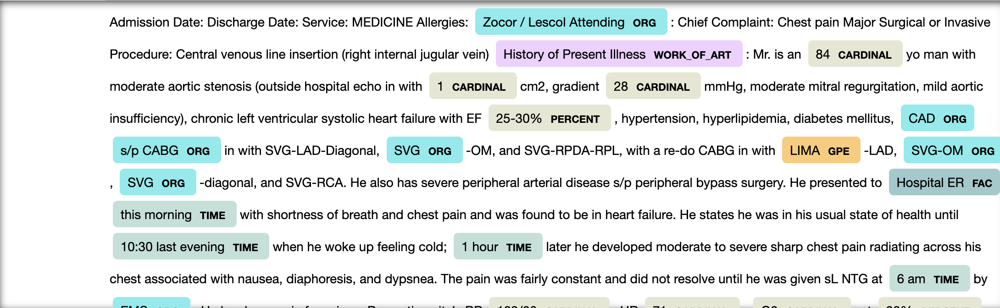 Admission Date: Discharge Date: Service: MEDICINE Allergies: Zocor / Lescol Attending ORG : Chief Complaint: Chest pain Major Surgical or Invasive
Procedure: Central venous line insertion (right internal jugular vein) History of Present Illness WORK_OF_ART : Mr. is an 84 CARDINAL yo man with
moderate aortic stenosis (outside hospital echo in with 1 CARDINAL cm2, gradient 28 CARDINAL mmHg, moderate mitral regurgitation, mild aortic
insufficiency), chronic left ventricular systolic heart failure with EF 25-30% PERCENT , hypertension, hyperlipidemia, diabetes mellitus, CAD ORG
s/p CABG ORG in with SVG-LAD-Diagonal, SVG ORG -OM, and SVG-RPDA-RPL, with a re-do CABG in with LIMA GPE -LAD, SVG-OM ORG
, SVG ORG -diagonal, and SVG-RCA. He also has severe peripheral arterial disease s/p peripheral bypass surgery. He presented to Hospital ER FAC
this morning TIME with shortness of breath and chest pain and was found to be in heart failure. He states he was in his usual state of health until
10:30 last evening TIME when he woke up feeling cold; 1 hour TIME later he developed moderate to severe sharp chest pain radiating across his
chest associated with nausea, diaphoresis, and dypsnea. The pain was fairly constant and did not resolve until he was given sL NTG at 6 am TIME by